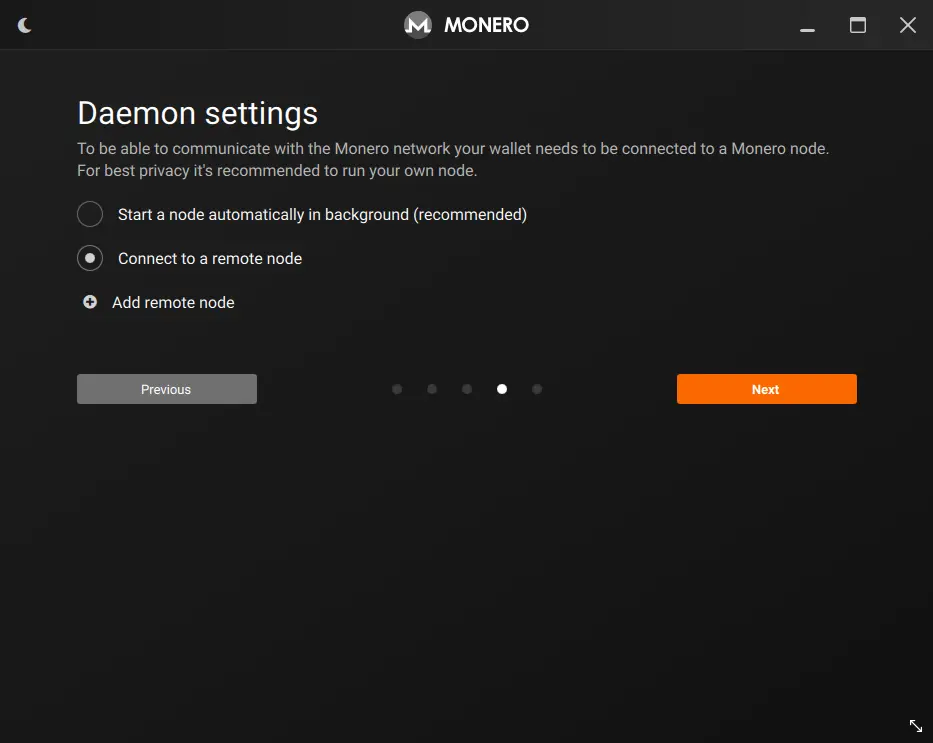 MONERO
Daemon settings
To be able to communicate with the Monero network your wallet needs to be connected to a Monero node.
For best privacy it's recommended to run your own node.
Start a node automatically in background (recommended)
Connect to a remote node
Add remote node
Previous
Next